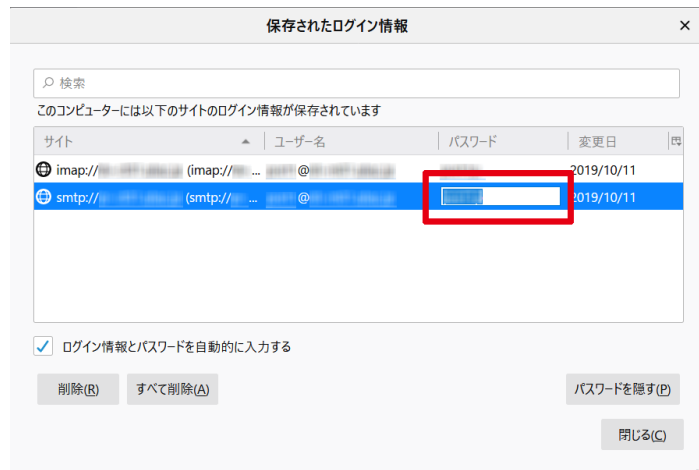 保存されたログイン情報
検索
このコンピューターには以下のサイトのログイン情報が保存されています
サイト ユーザー名 パスワード 変更日
imap:// (imap:// ... @ 2019/10/11
smtp:// (smtp:// ... @ 2019/10/11
ログイン情報とパスワードを自動的に入力する
削除(R) すべて削除(A) パスワードを隠す(P)
閉じる(C)